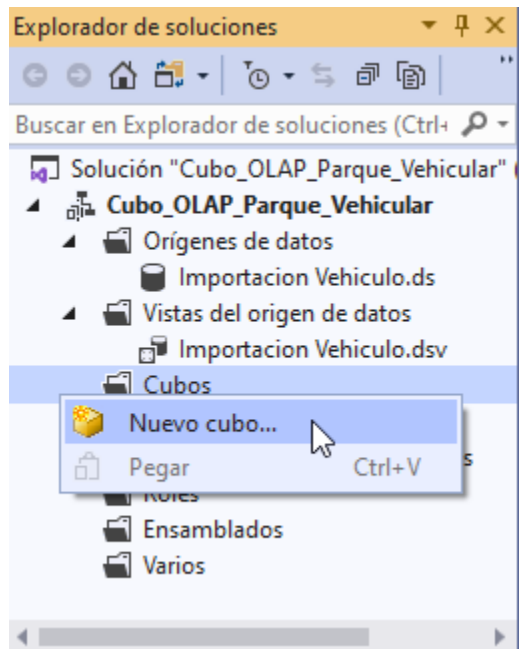 Explorador de soluciones
Buscar en Explorador de soluciones (Ctrl+
Solución "Cubo_OLAP_Parque_Vehicular"
Cubo_OLAP_Parque_Vehicular
Orígenes de datos
Importacion Vehiculo.ds
Vistas del origen de datos
Importacion Vehiculo.dsv
Cubos
Nuevo cubo...
Pegar Ctrl+V
Roles
Ensamblados
Varios